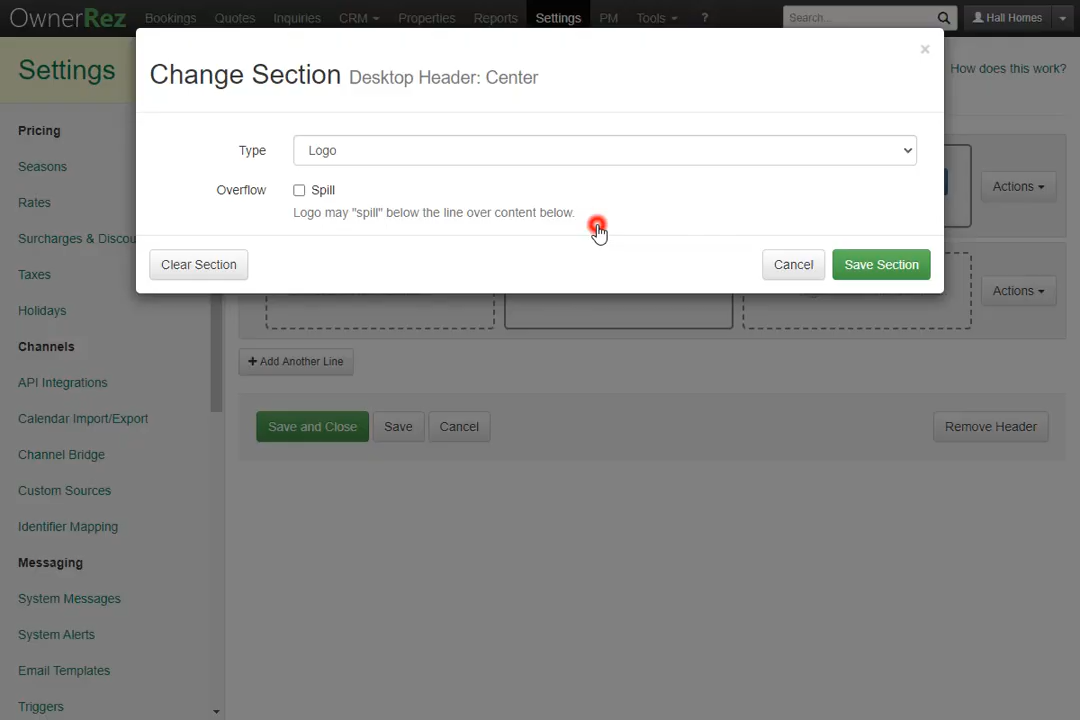 OwnerRez Bookings Quotes Inquiries CRM Properties Reports Settings PM Tools ? Search... Hall Homes
Settings
How does this work?
×
Change Section Desktop Header: Center
Type Logo
Overflow Spill
Logo may "spill" below the line over content below.
Clear Section Cancel Save Section
Actions
Actions
+ Add Another Line
Save and Close Save Cancel Remove Header
Pricing
Seasons
Rates
Surcharges & Discou
Taxes
Holidays
Channels
API Integrations
Calendar Import/Export
Channel Bridge
Custom Sources
Identifier Mapping
Messaging
System Messages
System Alerts
Email Templates
Triggers